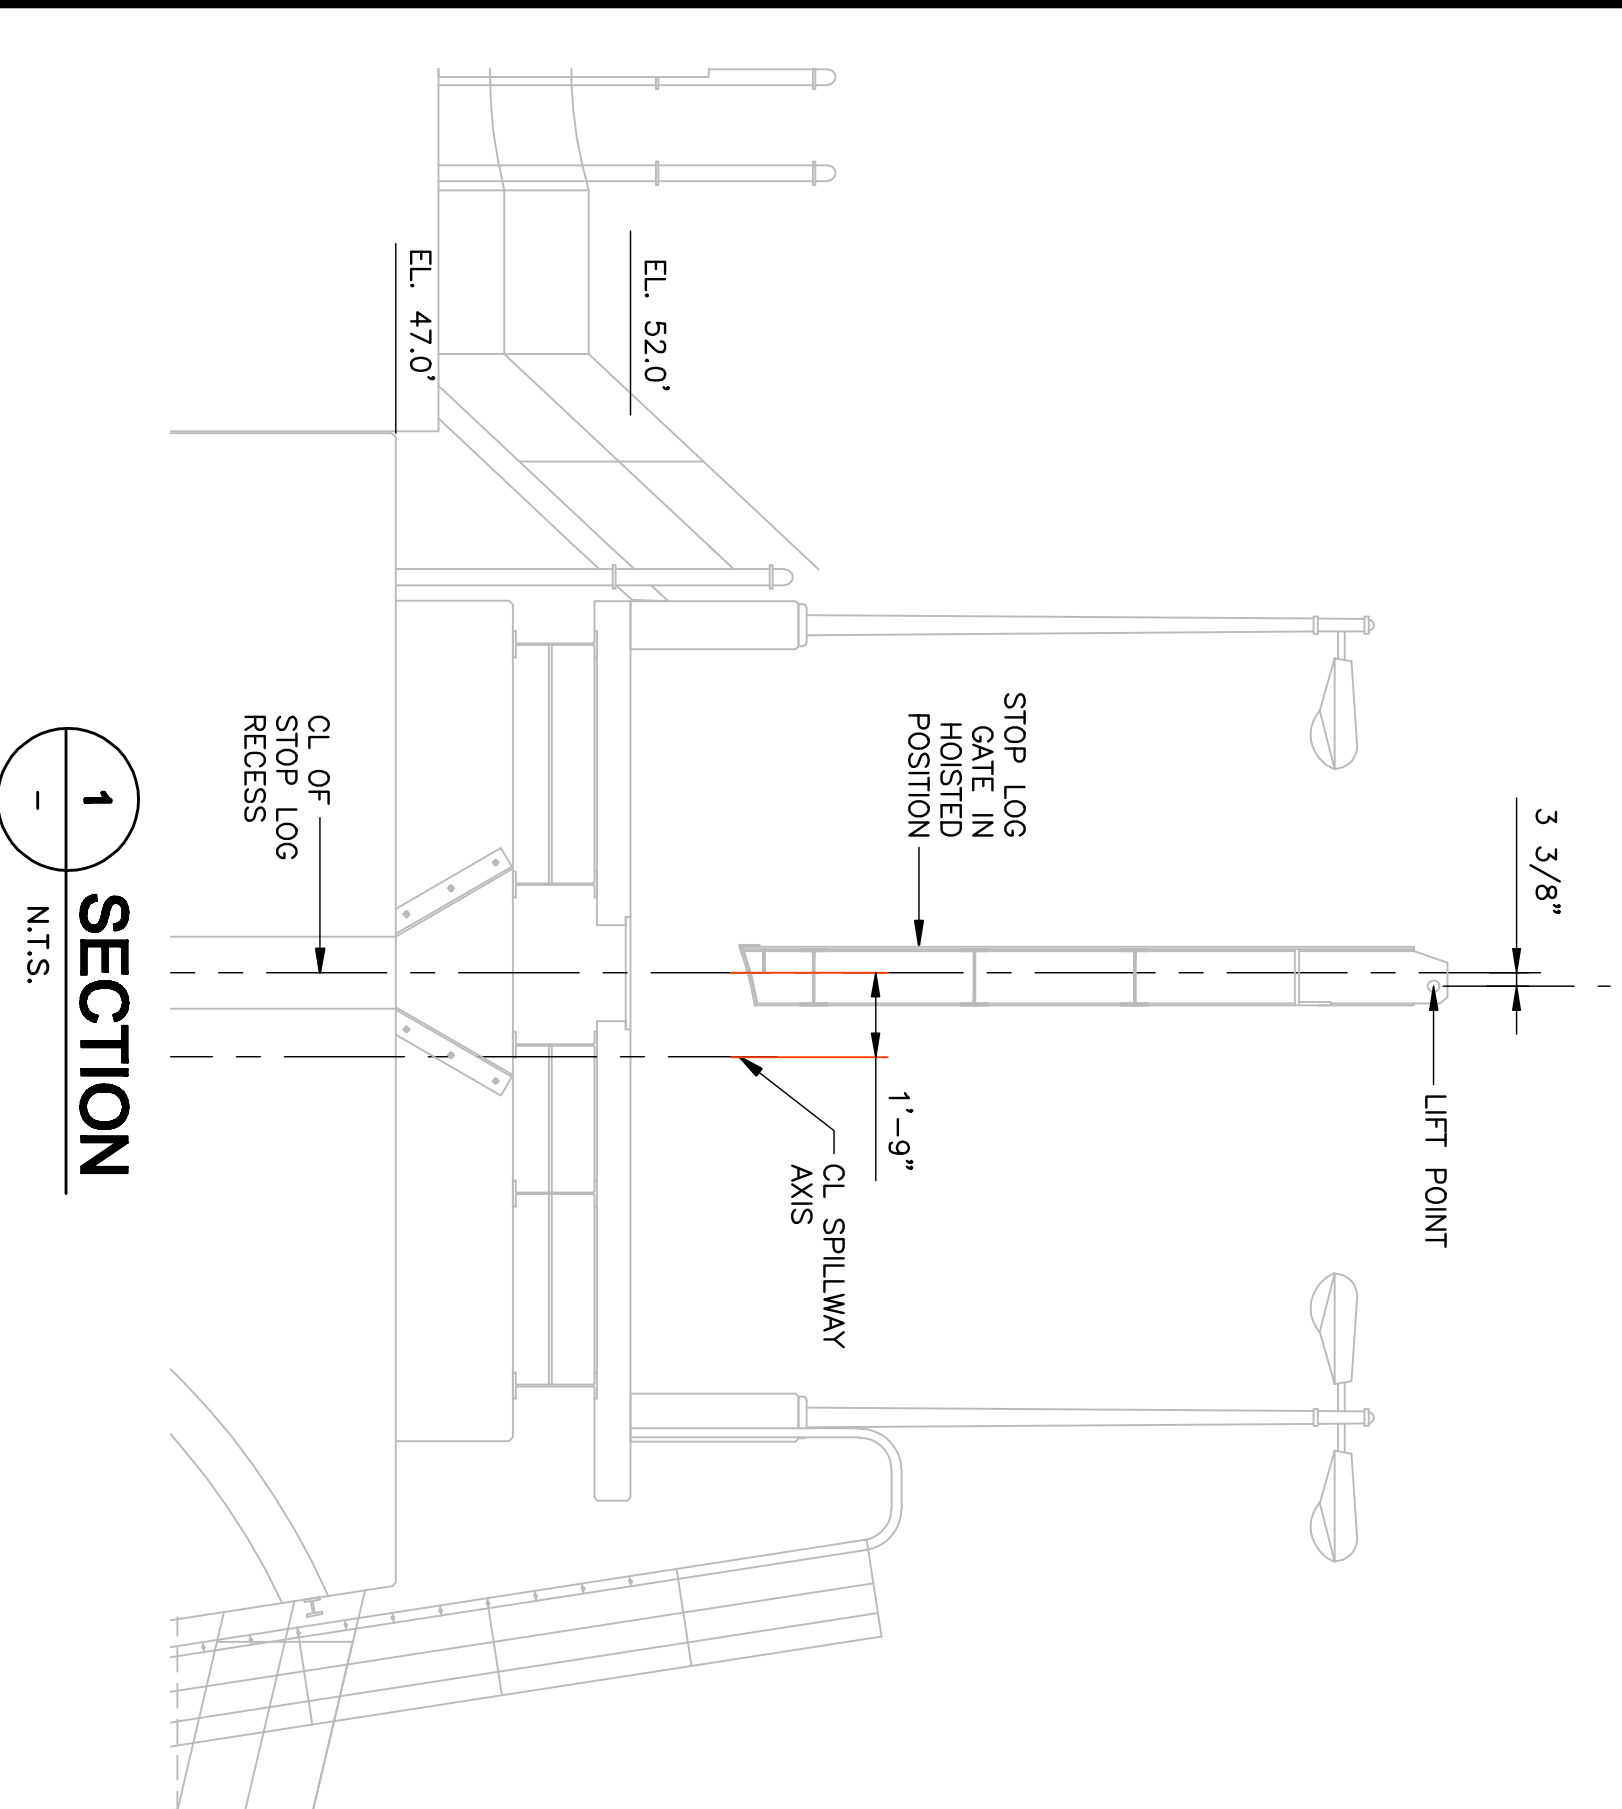 3 3/8"
LIFT POINT
STOP LOG
GATE IN
HOISTED
POSITION
1'-9"
CL SPILLWAY
AXIS
EL. 52.0'
EL. 47.0'
CL OF
STOP LOG
RECESS
1
-
SECTION
N.T.S.